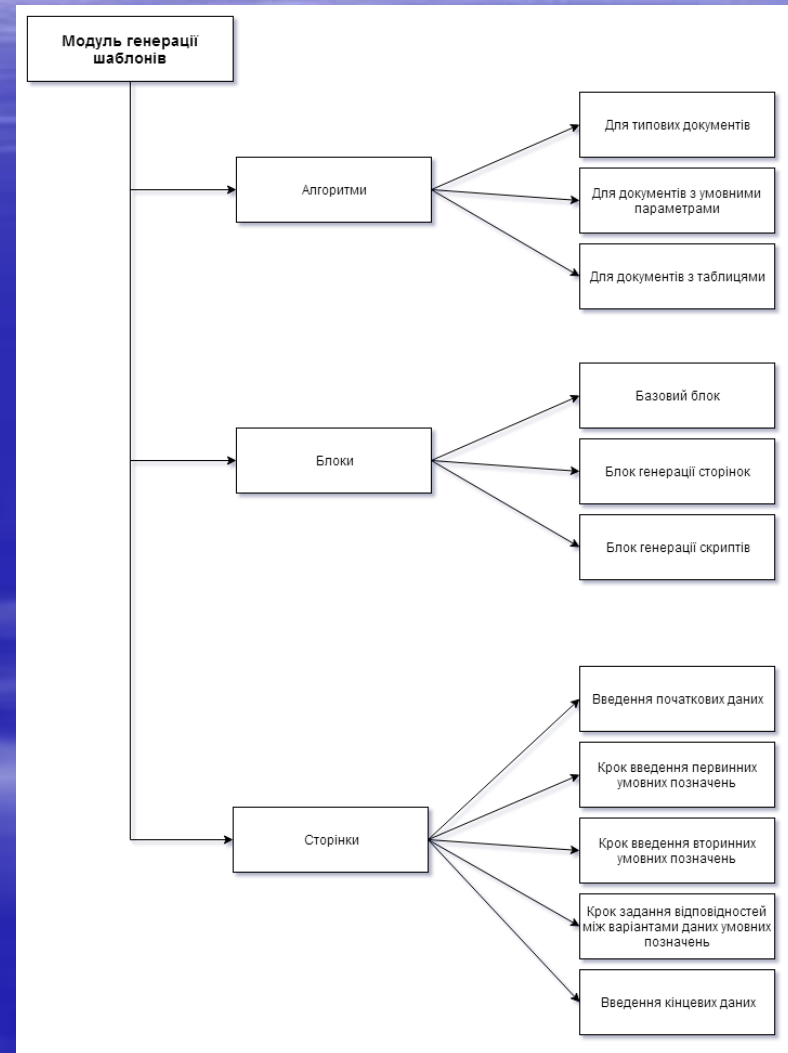 Модуль генерації
шаблонів
Алгоритми
Для типових документів
Для документів з умовними
параметрами
Для документів з таблицями
Блоки
Базовий блок
Блок генерації сторінок
Блок генерації скриптів
Сторінки
Введення початкових даних
Крок введення первинних
умовних позначень
Крок введення вторинних
умовних позначень
Крок задання відповідностей
між варіантами даних умовних
позначень
Введення кінцевих даних